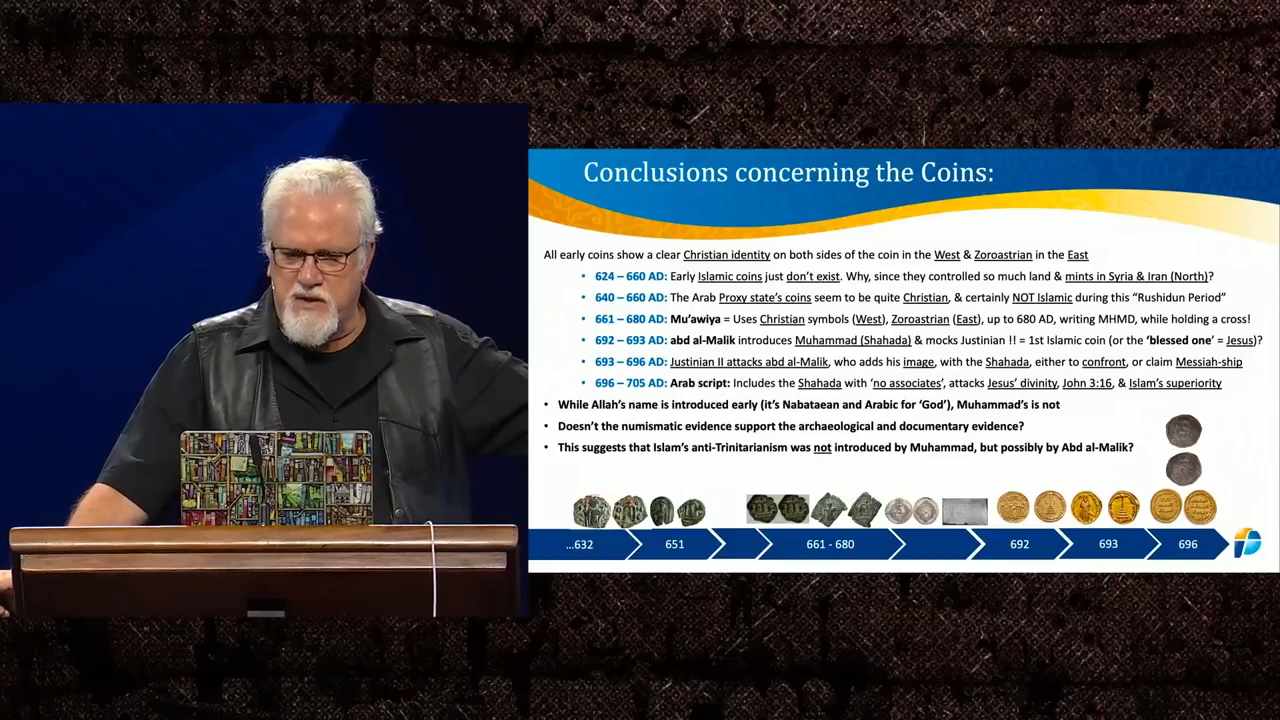 Conclusions concerning the Coins:
All early coins show a clear Christian identity on both sides of the coin in the West & Zoroastrian in the East
• 624 – 660 AD: Early Islamic coins just don't exist. Why, since they controlled so much land & mints in Syria & Iran (North)?
• 640 – 660 AD: The Arab Proxy state's coins seem to be quite Christian, & certainly NOT Islamic during this "Rushidun Period"
• 661 – 680 AD: Mu'awiya = Uses Christian symbols (West), Zoroastrian (East), up to 680 AD, writing MHMD, while holding a cross!
• 692 – 693 AD: abd al-Malik introduces Muhammad (Shahada) & mocks Justinian !! = 1st Islamic coin (or the 'blessed one' = Jesus)?
• 693 – 696 AD: Justinian II attacks abd al-Malik, who adds his image, with the Shahada, either to confront, or claim Messiah-ship
• 696 – 705 AD: Arab script: Includes the Shahada with 'no associates', attacks Jesus' divinity, John 3:16, & Islam's superiority
• While Allah's name is introduced early (it's Nabataean and Arabic for 'God'), Muhammad's is not
• Doesn't the numismatic evidence support the archaeological and documentary evidence?
• This suggests that Islam's anti-Trinitarianism was not introduced by Muhammad, but possibly by Abd al-Malik?
...632 651 661 - 680 692 693 696